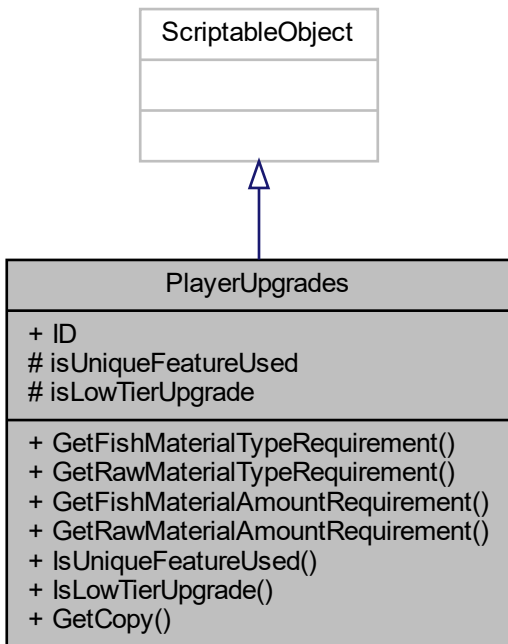 ScriptableObject
PlayerUpgrades
+ ID
# isUniqueFeatureUsed
# isLowTierUpgrade
+ GetFishMaterialTypeRequirement()
+ GetRawMaterialTypeRequirement()
+ GetFishMaterialAmountRequirement()
+ GetRawMaterialAmountRequirement()
+ IsUniqueFeatureUsed()
+ IsLowTierUpgrade()
+ GetCopy()